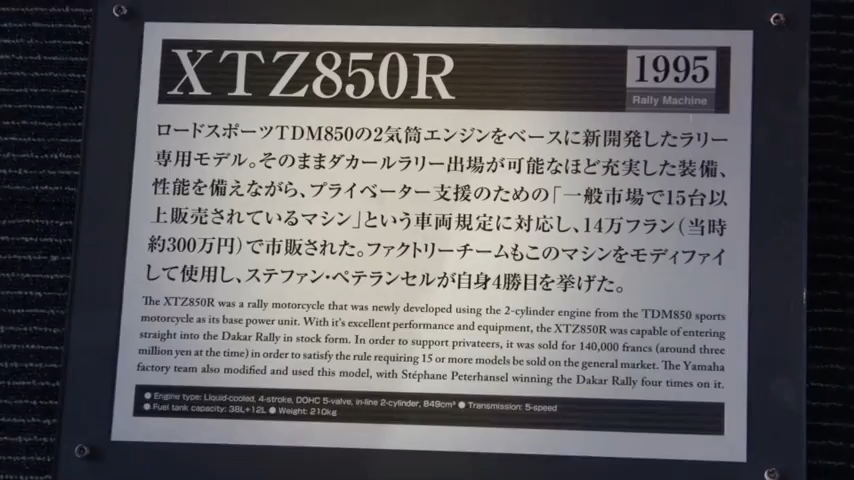 XTZ850R
1995
Rally Machine
ロードスポーツTDM850の2気筒エンジンをベースに新開発したラリー
専用モデル。そのままダカールラリー出場が可能なほど充実した装備、
性能を備えながら、プライベーター支援のための「一般市場で15台以
上販売されているマシン」という車両規定に対応し、14万フラン(当時
約300万円)で市販された。ファクトリーチームもこのマシンをモディファイ
して使用し、ステファン・ペテランセルが自身4勝目を挙げた。
The XTZ850R was a rally motorcycle that was newly developed using the 2-cylinder engine from the TDM850 sports
motorcycle as its base power unit. With it's excellent performance and equipment, the XTZ850R was capable of entering
straight into the Dakar Rally in stock form. In order to support privateers, it was sold for 140,000 francs (around three
million yen at the time) in order to satisfy the rule requiring 15 or more models be sold on the general market. The Yamaha
factory team also modified and used this model, with Stéphane Peterhansel winning the Dakar Rally four times on it.
● Engine type: Liquid-cooled, 4-stroke, DOHC 5-valve, in-line 2-cylinder, 849cm³ ● Transmission: 5-speed
● Fuel tank capacity: 38L+12L ● Weight: 210kg